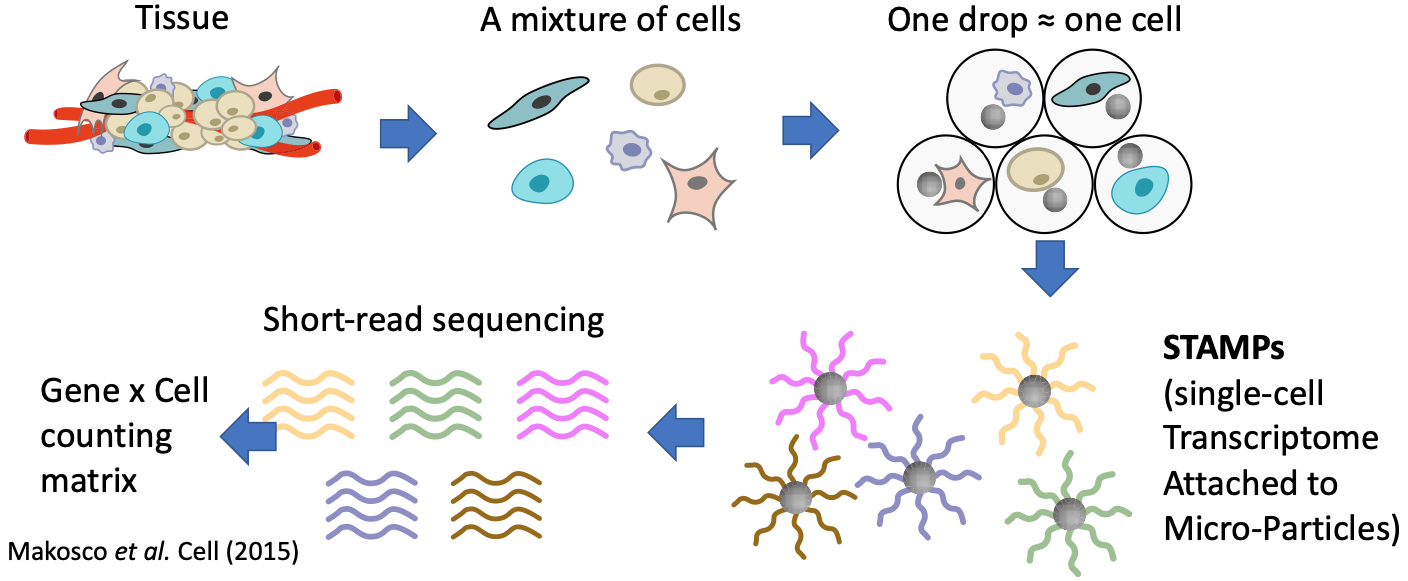 Tissue
A mixture of cells
One drop ≈ one cell
STAMPs
(single-cell
Transcriptome
Attached to
Micro-Particles)
Short-read sequencing
Gene x Cell
counting
matrix
Makosco et al. Cell (2015)